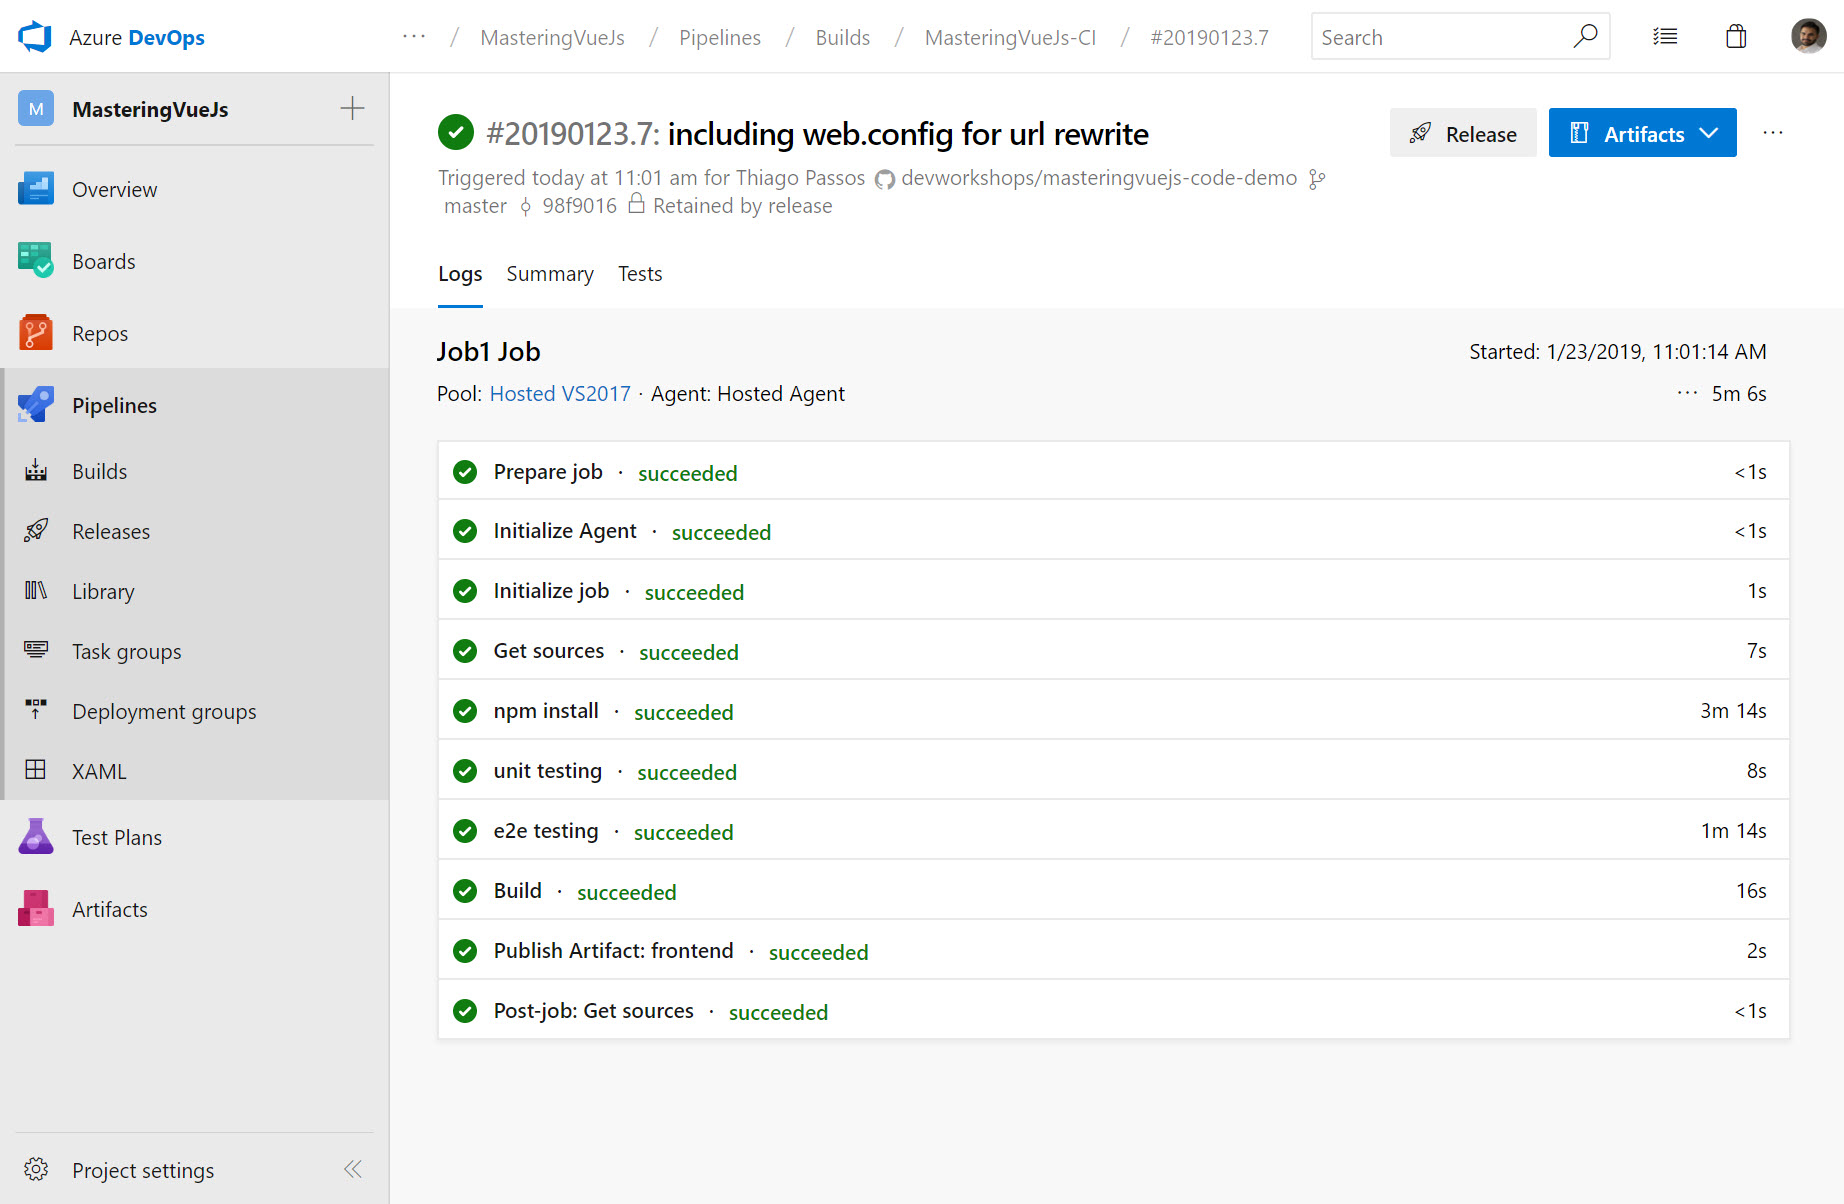 Azure DevOps
··· / MasteringVueJs / Pipelines / Builds / MasteringVueJs-CI / #20190123.7
Search
M MasteringVueJs
Overview
Boards
Repos
Pipelines
Builds
Releases
Library
Task groups
Deployment groups
XAML
Test Plans
Artifacts
Project settings
#20190123.7: including web.config for url rewrite
Release
Artifacts
···
Triggered today at 11:01 am for Thiago Passos devworkshops/masteringvuejs-code-demo
master 98f9016 Retained by release
Logs Summary Tests
Job1 Job
Started: 1/23/2019, 11:01:14 AM
Pool: Hosted VS2017 · Agent: Hosted Agent
··· 5m 6s
Prepare job · succeeded <1s
Initialize Agent · succeeded <1s
Initialize job · succeeded 1s
Get sources · succeeded 7s
npm install · succeeded 3m 14s
unit testing · succeeded 8s
e2e testing · succeeded 1m 14s
Build · succeeded 16s
Publish Artifact: frontend · succeeded 2s
Post-job: Get sources · succeeded <1s